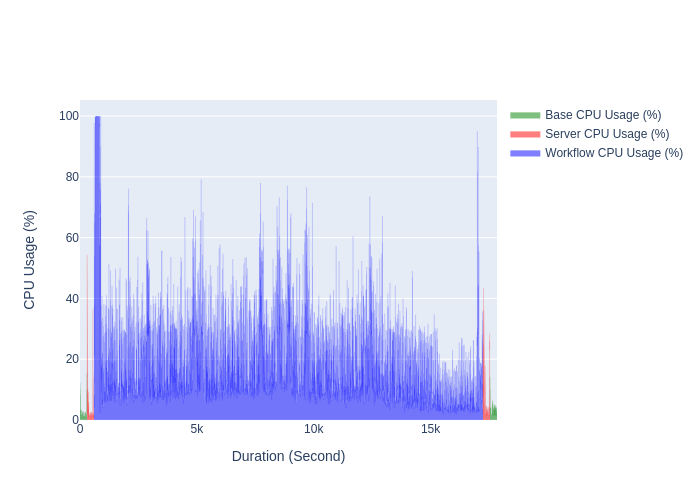 Base CPU Usage (%)
Server CPU Usage (%)
Workflow CPU Usage (%)
CPU Usage (%)
100
80
60
40
20
0
0
5k
10k
15k
Duration (Second)